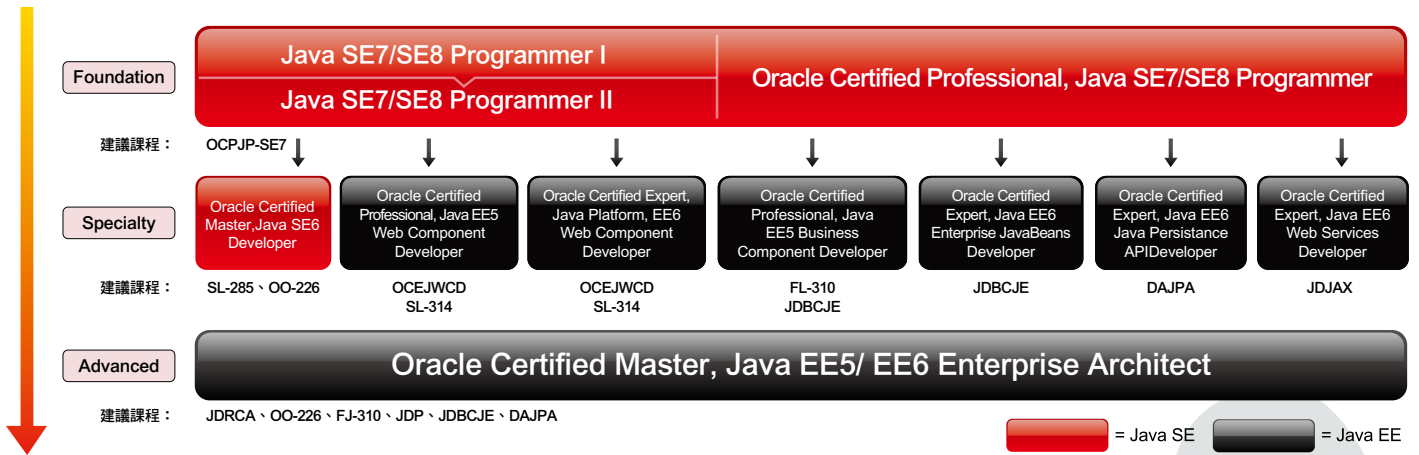 Foundation
Java SE7/SE8 Programmer I
Java SE7/SE8 Programmer II
Oracle Certified Professional, Java SE7/SE8 Programmer
建議課程：
OCPJP-SE7
Specialty
Oracle Certified
Master,Java SE6
Developer
Oracle Certified
Professional, Java EE5
Web Component
Developer
Oracle Certified Expert,
Java Platform, EE6
Web Component
Developer
Oracle Certified
Professional, Java
EE5 Business
Component Developer
Oracle Certified
Expert, Java EE6
Enterprise JavaBeans
Developer
Oracle Certified
Expert, Java EE6
Java Persistance
APIDeveloper
Oracle Certified
Expert, Java EE6
Web Services
Developer
建議課程：
SL-285、OO-226
OCEJWCD
SL-314
OCEJWCD
SL-314
FL-310
JDBCJE
JDBCJE
DAJPA
JDJAX
Advanced
Oracle Certified Master, Java EE5/ EE6 Enterprise Architect
建議課程：
JDRCA、OO-226、FJ-310、JDP、JDBCJE、DAJPA
= Java SE
= Java EE